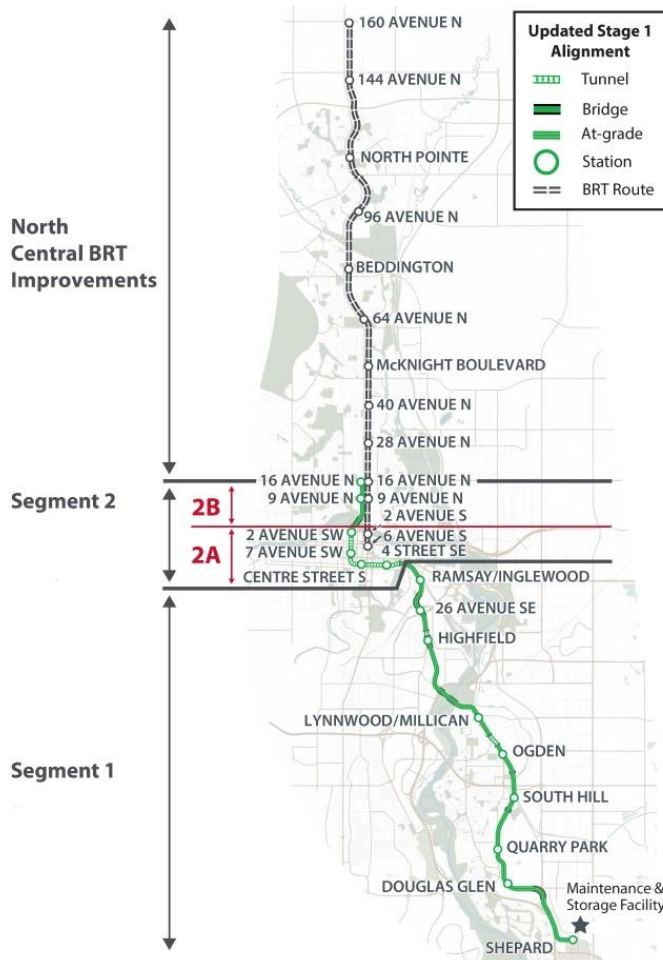 160 AVENUE N
Updated Stage 1
Alignment
Tunnel
Bridge
At-grade
Station
BRT Route
144 AVENUE N
NORTH POINTE
96 AVENUE N
North
Central BRT
Improvements
BEDDINGTON
64 AVENUE N
McKNIGHT BOULEVARD
40 AVENUE N
28 AVENUE N
16 AVENUE N
16 AVENUE N
Segment 2
2B
9 AVENUE N
9 AVENUE N
2 AVENUE S
2A
2 AVENUE SW
6 AVENUE S
7 AVENUE SW
4 STREET SE
CENTRE STREET S
RAMSAY/INGLEWOOD
26 AVENUE SE
HIGHFIELD
LYNNWOOD/MILLICAN
OGDEN
Segment 1
SOUTH HILL
QUARRY PARK
DOUGLAS GLEN
Maintenance &
Storage Facility
SHEPARD